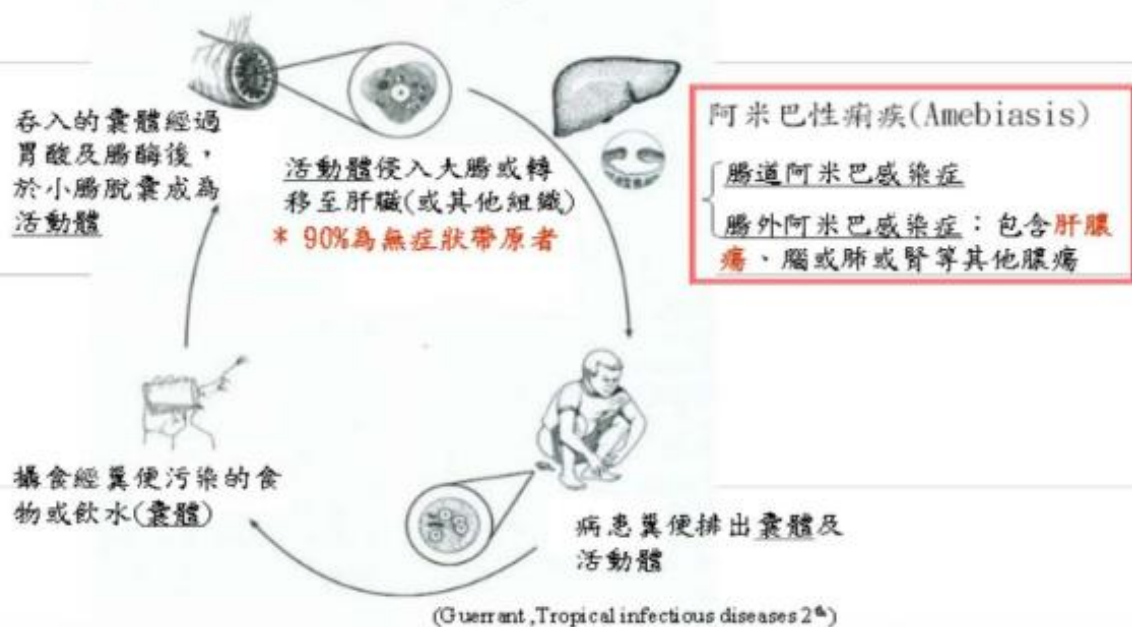 吞入的囊體經過
胃酸及腸酶後，
於小腸脫囊成為
活動體
活動體侵入大腸或轉
移至肝臟(或其他組織)
* 90%為無症狀帶原者
阿米巴性痢疾(Amebiasis)
腸道阿米巴感染症
腸外阿米巴感染症：包含肝膿
瘍、腦或肺或腎等其他膿瘍
攝食經糞便污染的食
物或飲水(囊體)
病患糞便排出囊體及
活動體
(Guerrant ,Tropical infectious diseases 2th)